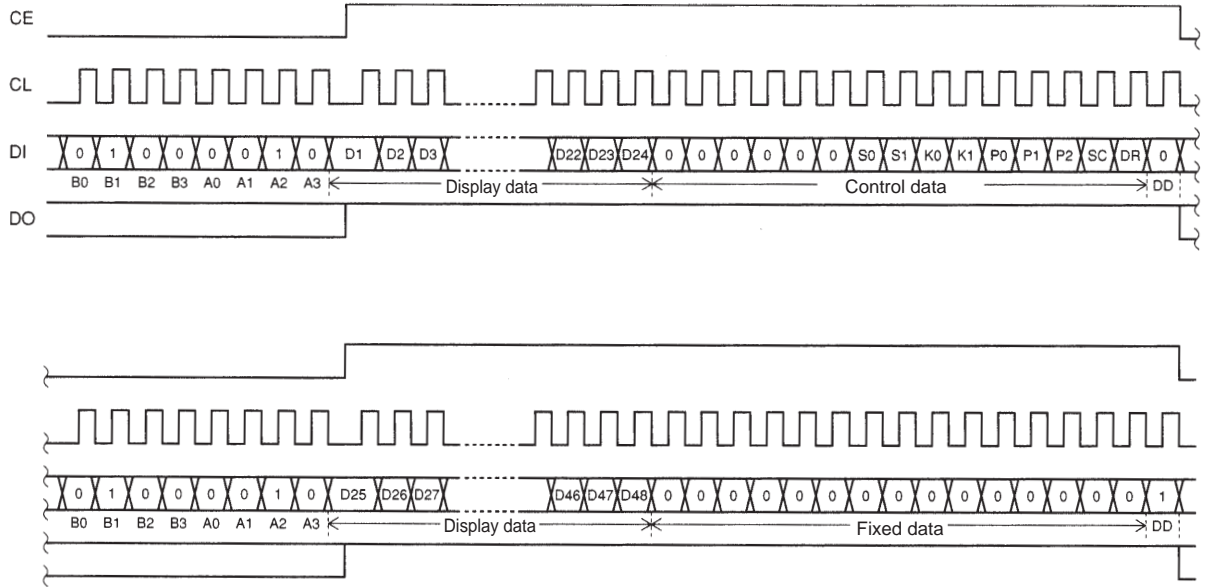 CE
CL
DI 0 1 0 0 0 0 1 0 D1 D2 D3 D22 D23 D24 0 0 0 0 0 0 S0 S1 K0 K1 P0 P1 P2 SC DR 0
B0 B1 B2 B3 A0 A1 A2 A3 Display data Control data DD
DO
0 1 0 0 0 0 1 0 D25 D26 D27 D46 D47 D48 0 0 0 0 0 0 0 0 0 0 0 0 0 0 0 1
B0 B1 B2 B3 A0 A1 A2 A3 Display data Fixed data DD